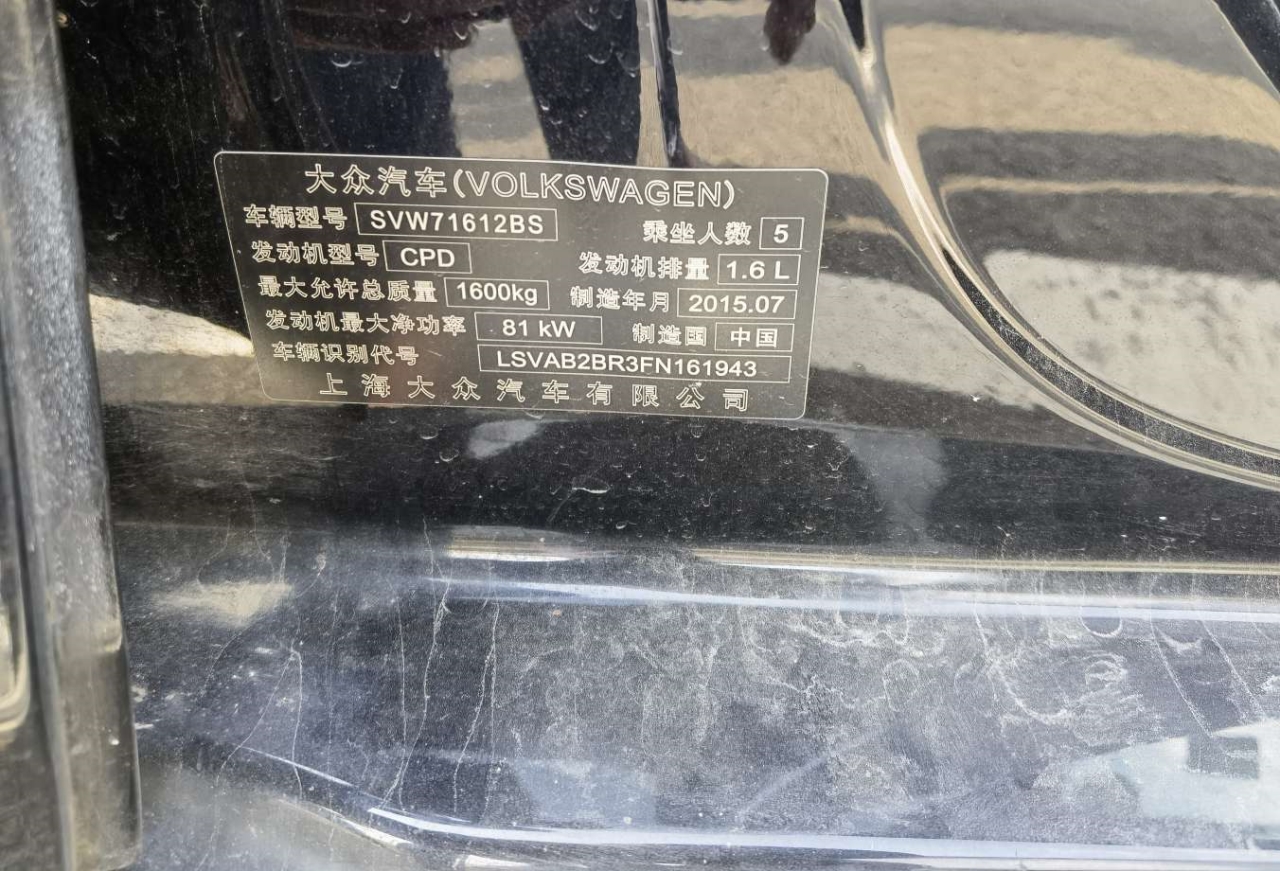 大众汽车(VOLKSWAGEN)
车辆型号 SVW71612BS 乘坐人数 5
发动机型号 CPD 发动机排量 1.6 L
最大允许总质量 1600kg 制造年月 2015.07
发动机最大净功率 81 kW 制造国 中国
车辆识别代号 LSVAB2BR3FN161943
上海大众汽车有限公司